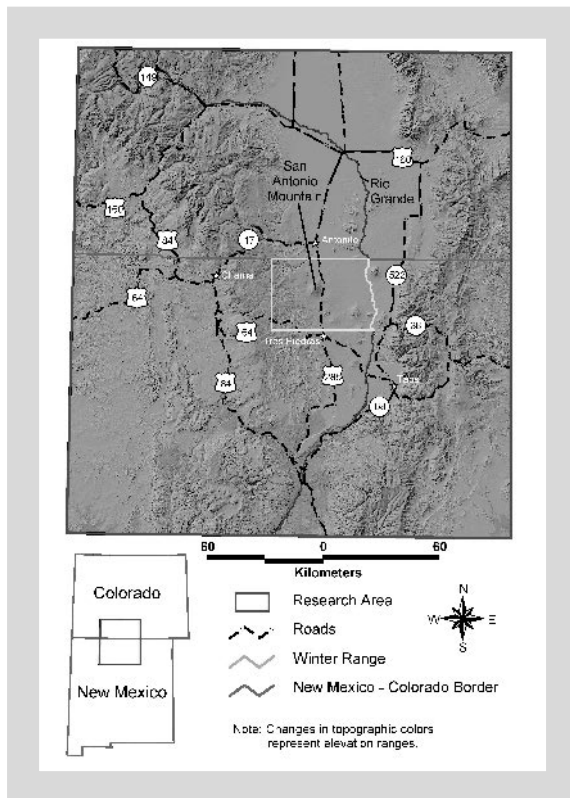 149
San
Antonio
Mountain
Rio
Grande
160
160
84
17
Antonito
Chama
522
64
64
38
Tres Piedras
285
Taos
84
60 0 60
Kilometers
Colorado
New Mexico
Research Area
Roads
Winter Range
New Mexico - Colorado Border
N
W E
S
Note: Changes in topographic colors
represent elevation ranges.